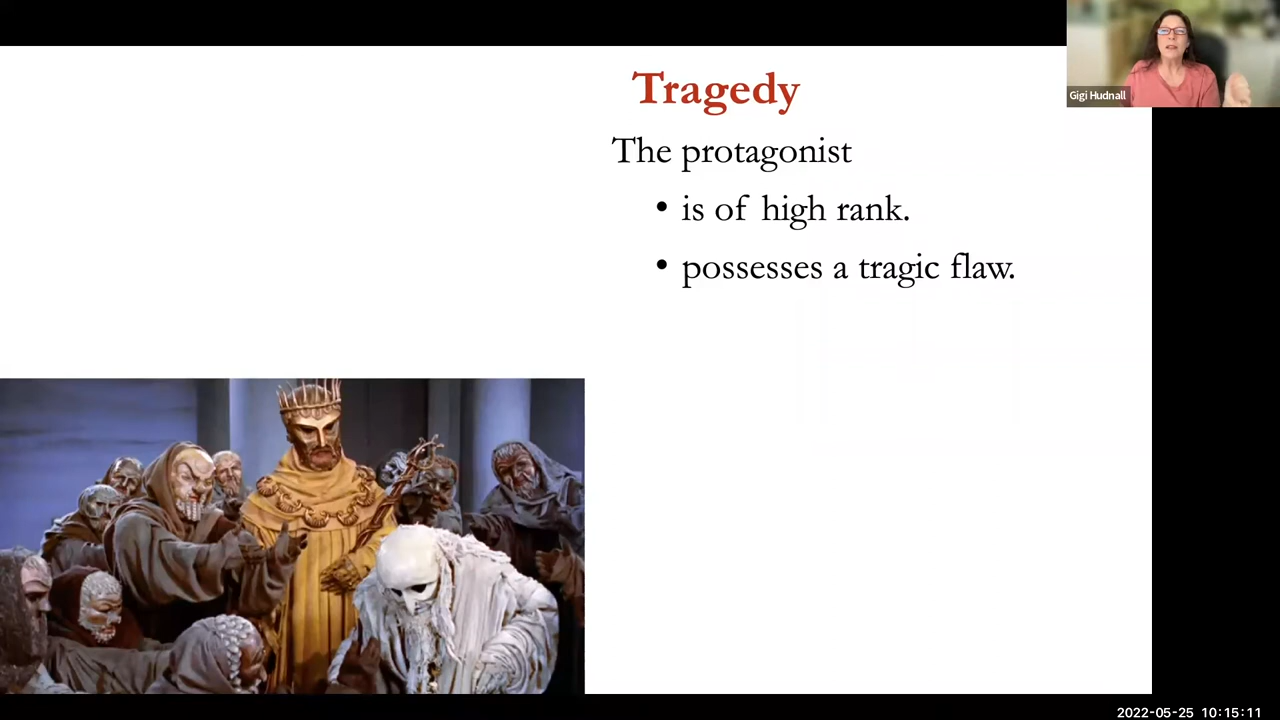 Tragedy
Gigi Hudnall
The protagonist
• is of high rank.
• possesses a tragic flaw.
2022-05-25 10:15:11